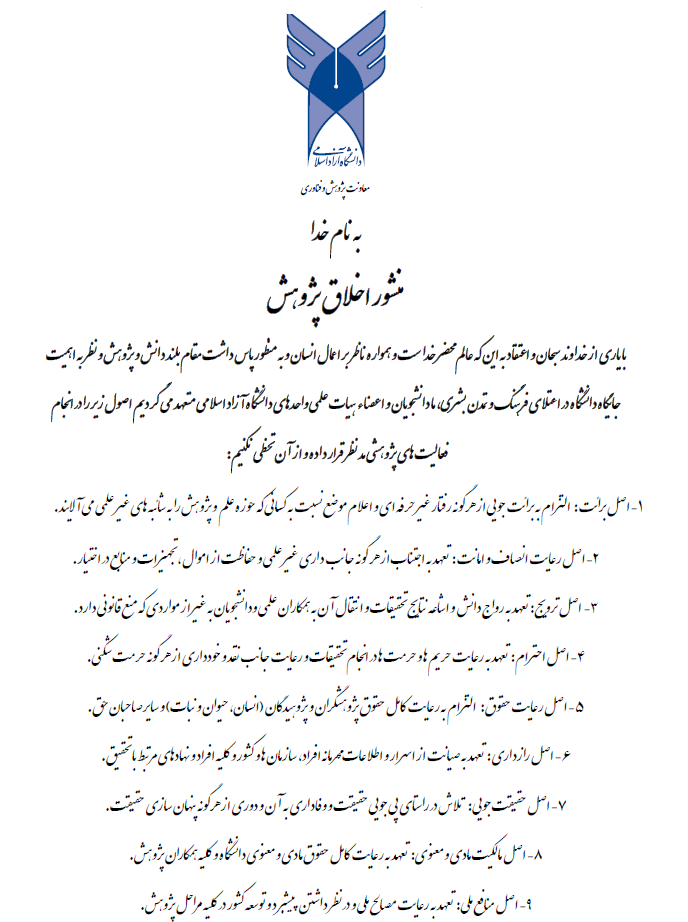 دانشگاه آزاد اسلامی
معاونت پژوهش و فناوری
به نام خدا
منشور اخلاق پژوهش
با یاری از خداوند سبحان و اعتقاد به این که عالم محضر خداست و همواره ناظر بر اعمال انسان و به منظور پاس داشت مقام بلند دانش و پژوهش و نظر به اهمیت
جایگاه دانشگاه در اعتلای فرهنگ و تمدن بشری، ما دانشجویان و اعضاء هیات علمی واحدهای دانشگاه آزاد اسلامی متعهد می گردیم اصول زیر را در انجام
فعالیت های پژوهشی مد نظر قرار داده و از آن تخطی نکنیم:
۱- اصل برائت: التزام به برائت جویی از هرگونه رفتار غیرحرفه ای و اعلام موضع نسبت به کسانی که حوزه علم و پژوهش را به شائبه های غیرعلمی می آلایند.
۲- اصل رعایت انصاف و امانت: تعهد به اجتناب از هرگونه جانب داری غیرعلمی و حفاظت از اموال، تجهیزات و منابع در اختیار.
۳- اصل ترویج: تعهد به رواج دانش و اشاعه نتایج تحقیقات و انتقال آن به همکاران علمی و دانشجویان به غیر از مواردی که منع قانونی دارد.
۴- اصل احترام: تعهد به رعایت حریم ها و حرمت ها در انجام تحقیقات و رعایت جانب نقد و خودداری از هرگونه حرمت شکنی.
۵- اصل رعایت حقوق: التزام به رعایت کامل حقوق پژوهشگران و پژوهیدگان (انسان، حیوان و نبات) و سایر صاحبان حق.
۶- اصل رازداری: تعهد به صیانت از اسرار و اطلاعات محرمانه افراد، سازمان ها و کشور و کلیه افراد و نهادهای مرتبط با تحقیق.
۷- اصل حقیقت جویی: تلاش در راستای پی جویی حقیقت و وفاداری به آن و دوری از هرگونه پنهان سازی حقیقت.
۸- اصل مالکیت مادی و معنوی: تعهد به رعایت کامل حقوق مادی و معنوی دانشگاه و کلیه همکاران پژوهش.
۹- اصل منافع ملی: تعهد به رعایت مصالح ملی و در نظر داشتن پیشبرد و توسعه کشور در کلیه مراحل پژوهش.